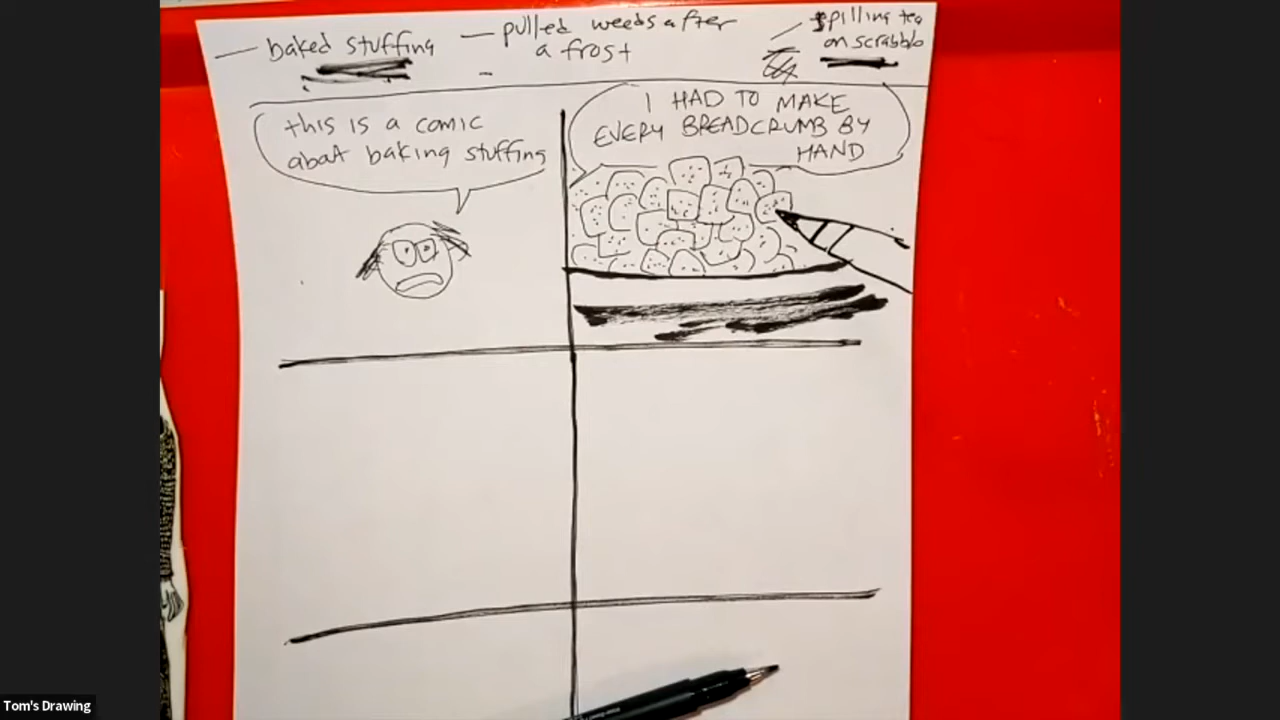 — baked stuffing
— pulled weeds after
a frost
spilling tea
on scrabble
this is a comic
about baking stuffing
I HAD TO MAKE
EVERY BREADCRUMB BY
HAND
Tom's Drawing